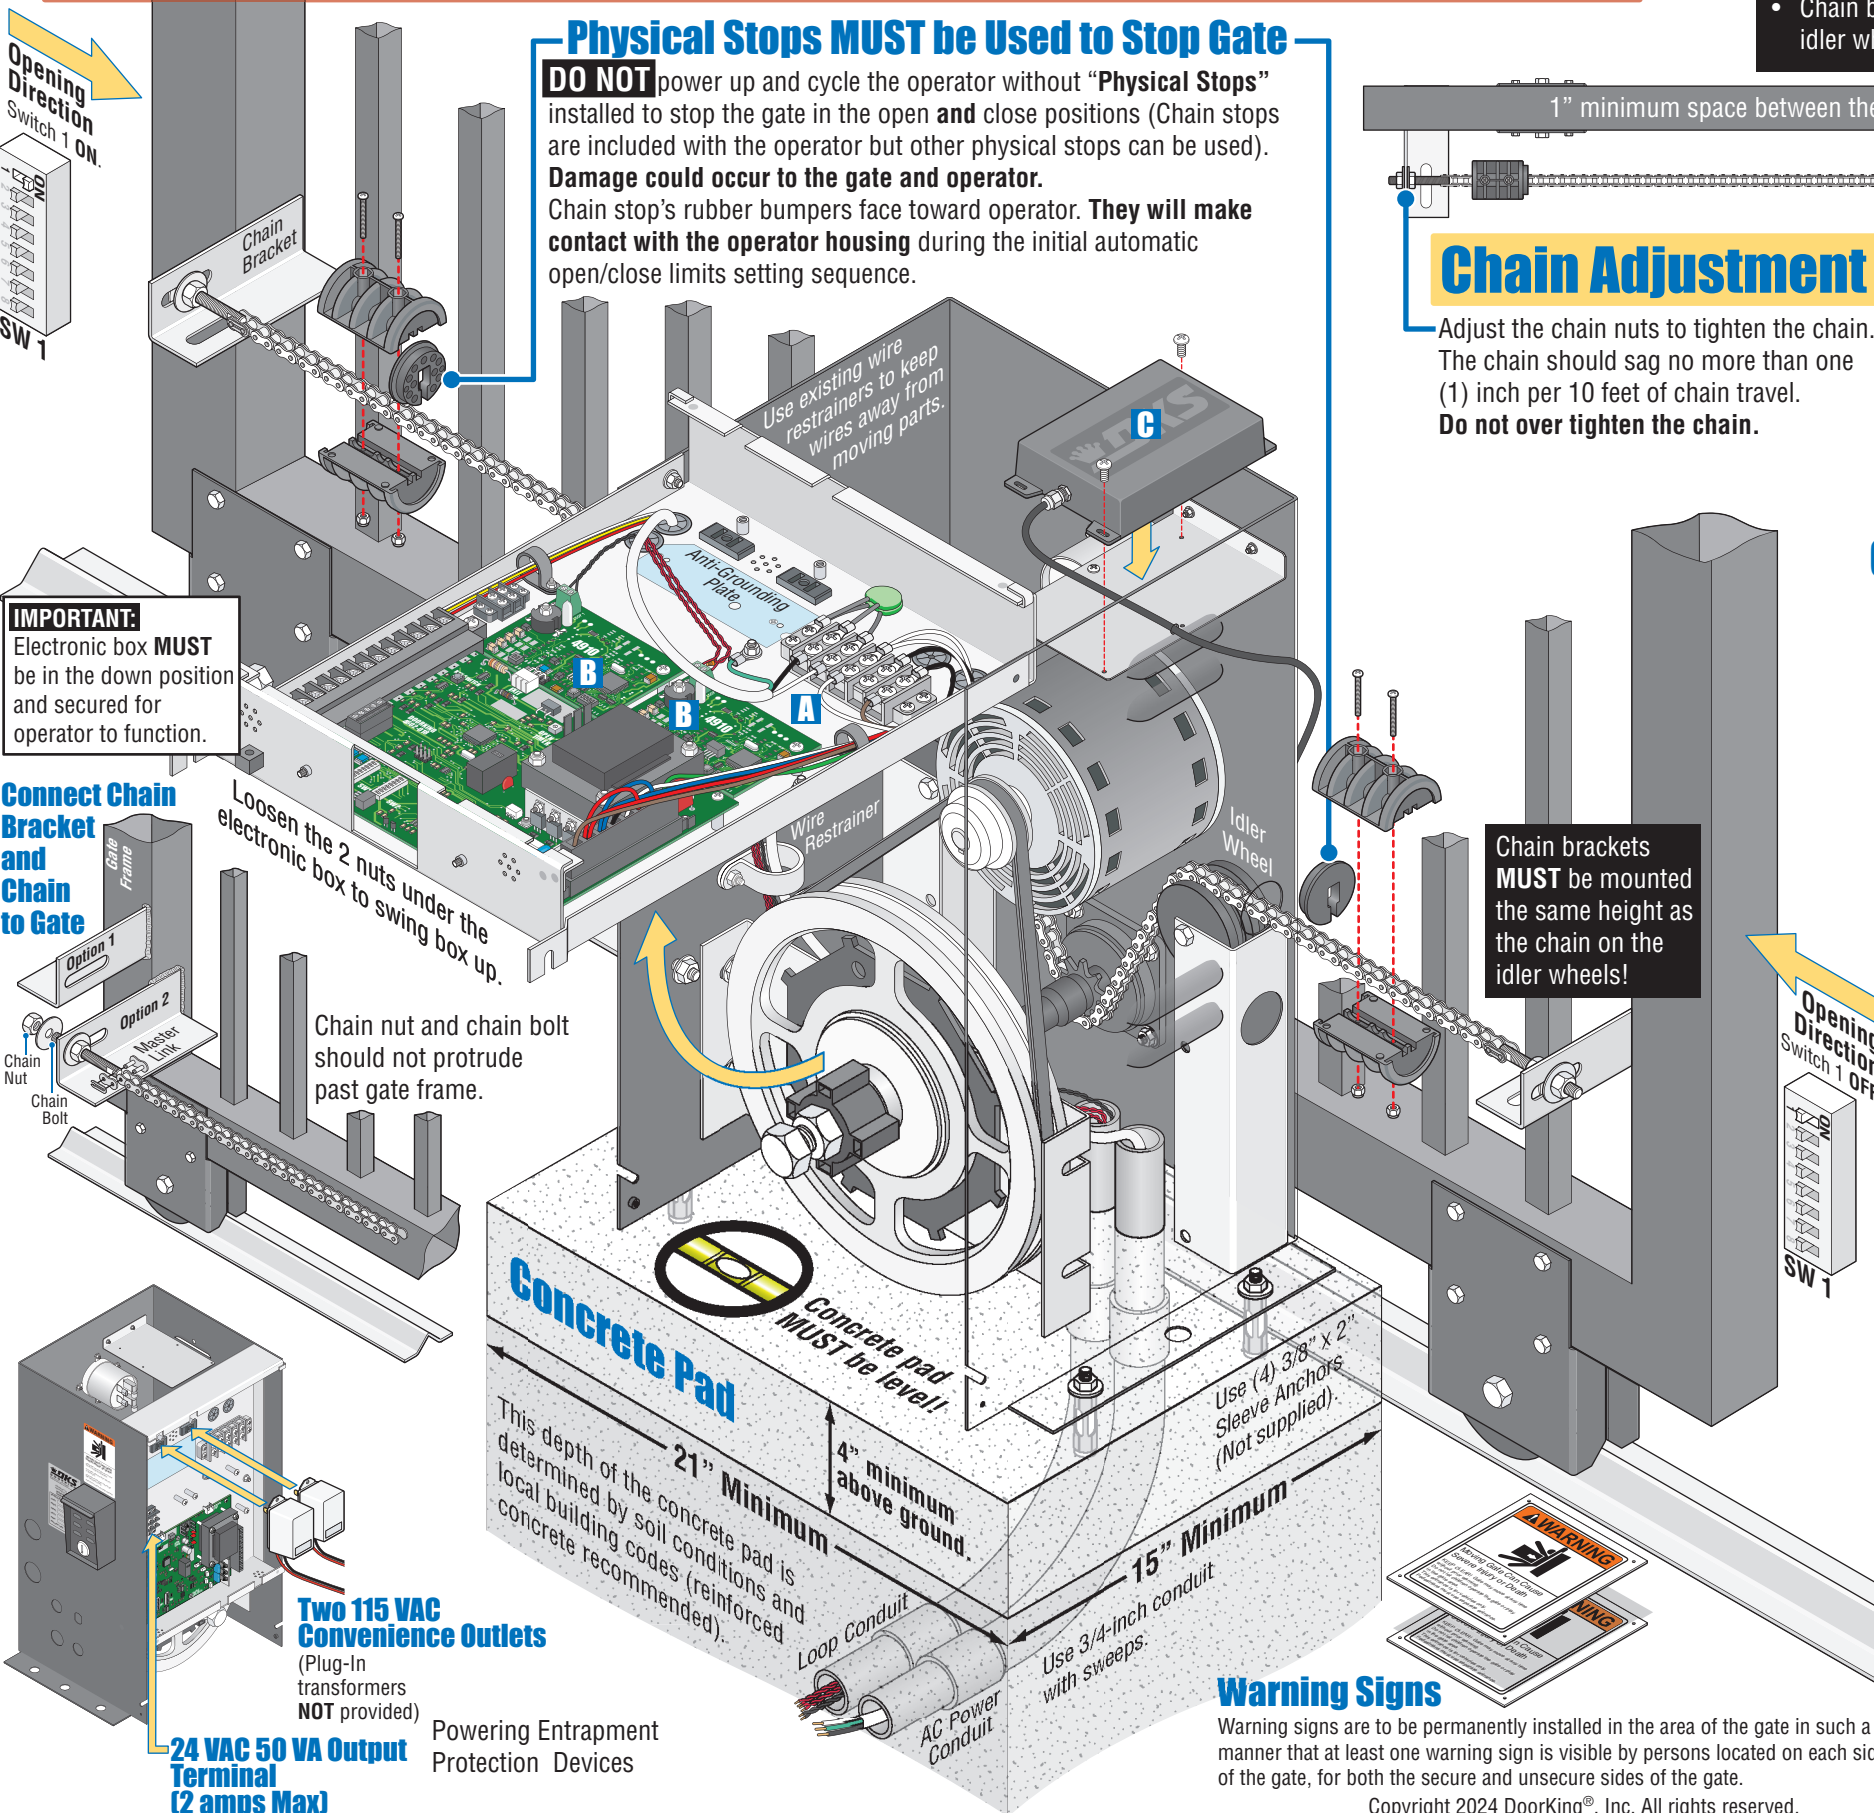 Opening
Direction
Switch 1 ON.
ON
SW 1
Physical Stops MUST be Used to Stop Gate
DO NOT power up and cycle the operator without “Physical Stops”
installed to stop the gate in the open and close positions (Chain stops
are included with the operator but other physical stops can be used).
Damage could occur to the gate and operator.
Chain stop’s rubber bumpers face toward operator. They will make
contact with the operator housing during the initial automatic
open/close limits setting sequence.
• Chain
idler
1” minimum space between the
Chain Adjustment
Adjust the chain nuts to tighten the chain.
The chain should sag no more than one
(1) inch per 10 feet of chain travel.
Do not over tighten the chain.
Chain
Bracket
Use existing wire
restrainers to keep
wires away from
moving parts.
DKS
C
Anti-Grounding
Plate
4910
B
4910
B
A
IMPORTANT:
Electronic box MUST
be in the down position
and secured for
operator to function.
Loosen the 2 nuts under the
electronic box to swing box up.
Wire
Restrainer
Idler
Wheel
Connect Chain
Bracket
and
Chain
to Gate
Gate
Frame
Option 1
Option 2
Master
Link
Chain
Nut
Chain
Bolt
Chain nut and chain bolt
should not protrude
past gate frame.
Chain brackets
MUST be mounted
the same height as
the chain on the
idler wheels!
Opening
Direction
Switch 1 OFF
ON
SW 1
Concrete Pad
Concrete pad
MUST be level!!
This depth of the concrete pad is
determined by soil conditions and
local building codes (reinforced
concrete recommended).
21” Minimum
4” minimum
above ground.
Use (4) 3/8” x 2”
Sleeve Anchors
(Not supplied).
15” Minimum
Use 3/4-inch conduit
with sweeps.
Loop Conduit
AC Power
Conduit
WARNING
DKS
Two 115 VAC
Convenience Outlets
(Plug-In
transformers
NOT provided)
24 VAC 50 VA Output
Terminal
(2 amps Max)
Powering Entrapment
Protection Devices
WARNING
Moving Gate Can Cause
Severe Injury or Death
Warning Signs
Warning signs are to be permanently installed in the area of the gate in such a
manner that at least one warning sign is visible by persons located on each
of the gate, for both the secure and unsecure sides of the gate.
Copyright 2024 DoorKing®, Inc. All rights reserved.